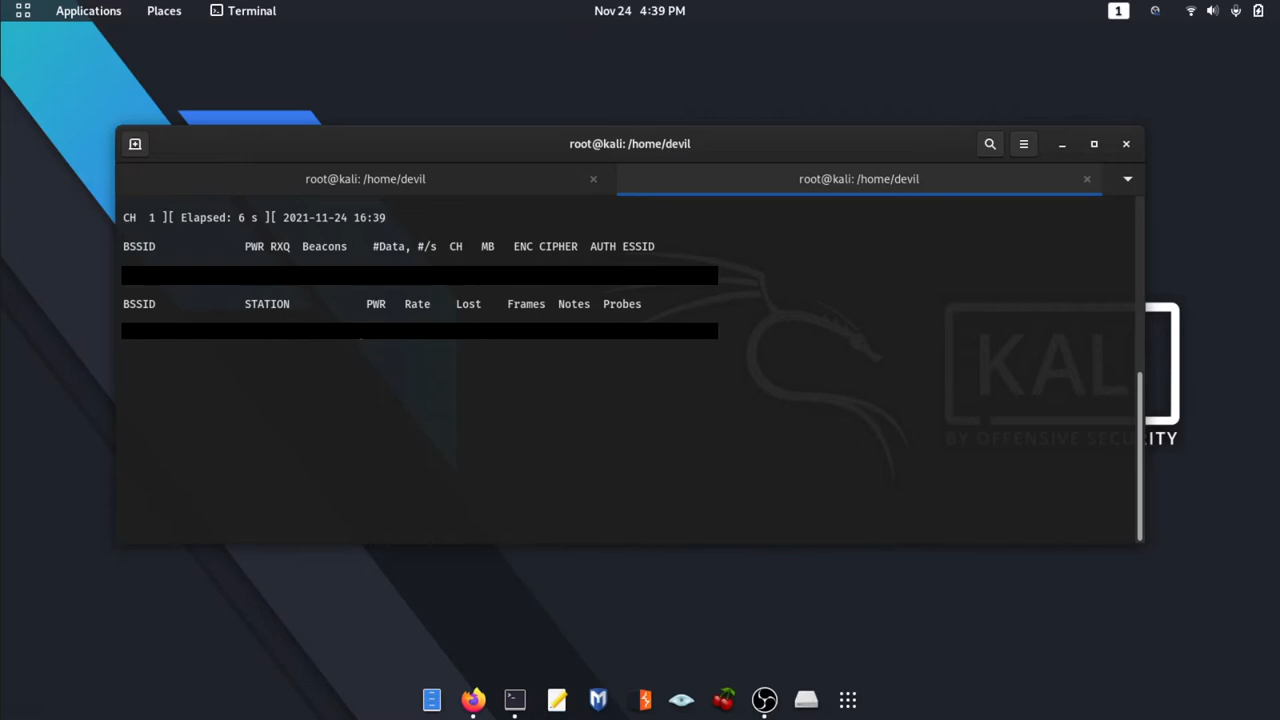 Applications Places Terminal Nov 24 4:39 PM 1
root@kali: /home/devil
root@kali: /home/devil root@kali: /home/devil
CH 1 ][ Elapsed: 6 s ][ 2021-11-24 16:39
BSSID PWR RXQ Beacons #Data, #/s CH MB ENC CIPHER AUTH ESSID
BSSID STATION PWR Rate Lost Frames Notes Probes
KALI
BY OFFENSIVE SECURITY